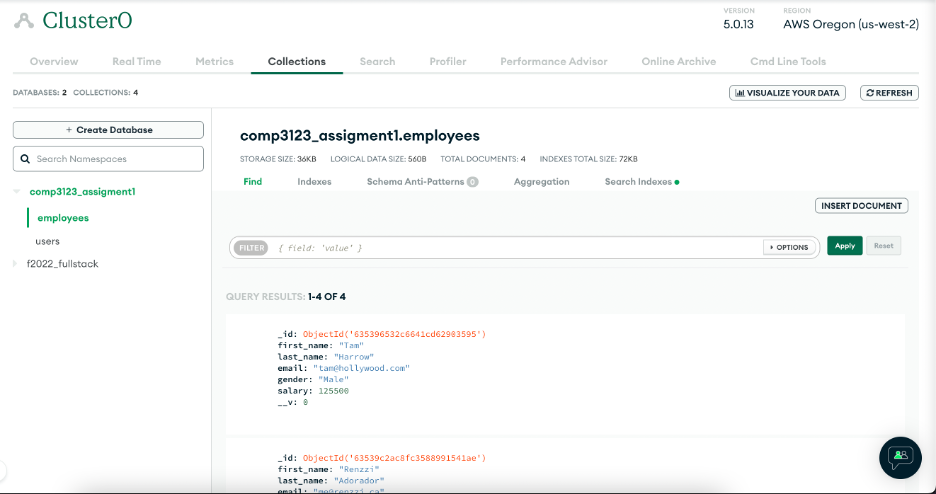 Cluster0
VERSION
5.0.13
REGION
AWS Oregon (us-west-2)
Overview Real Time Metrics Collections Search Profiler Performance Advisor Online Archive Cmd Line Tools
DATABASES: 2 COLLECTIONS: 4
VISUALIZE YOUR DATA
REFRESH
+ Create Database
Search Namespaces
comp3123_assigment1
employees
users
f2022_fullstack
comp3123_assigment1.employees
STORAGE SIZE: 36KB LOGICAL DATA SIZE: 560B TOTAL DOCUMENTS: 4 INDEXES TOTAL SIZE: 72KB
Find Indexes Schema Anti-Patterns 0 Aggregation Search Indexes
INSERT DOCUMENT
FILTER { field: 'value' } OPTIONS Apply Reset
QUERY RESULTS: 1-4 OF 4
_id: ObjectId('635396532c6641cd62903595')
first_name: "Tam"
last_name: "Harrow"
email: "tam@hollywood.com"
gender: "Male"
salary: 125500
__v: 0
_id: ObjectId('63539c2ac8fc3588991541ae')
first_name: "Renzzi"
last_name: "Adorador"
email: "me@renzzi.ca"